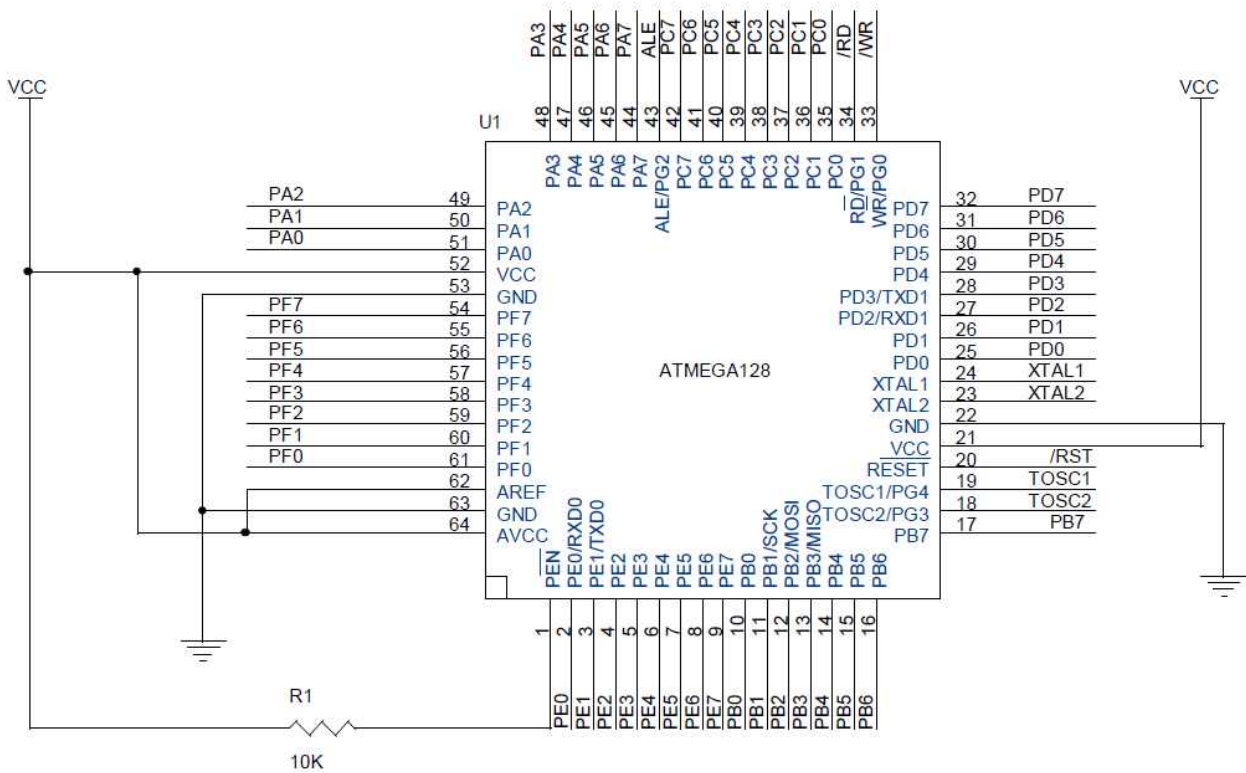 PA3 PA4 PA5 PA6 PA7 ALE PC7 PC6 PC5 PC4 PC3 PC2 PC1 PC0 /RD /WR
VCC
VCC
U1
48 47 46 45 44 43 42 41 40 39 38 37 36 35 34 33
PA3 PA4 PA5 PA6 PA7 ALE/PG2 PC7 PC6 PC5 PC4 PC3 PC2 PC1 PC0 RD/PG1 WR/PG0
PA2 49 PA2
PA1 50 PA1
PA0 51 PA0
52 VCC
53 GND
PF7 54 PF7
PF6 55 PF6
PF5 56 PF5
PF4 57 PF4
PF3 58 PF3
PF2 59 PF2
PF1 60 PF1
PF0 61 PF0
62 AREF
63 GND
64 AVCC
ATMEGA128
PD7 32 PD7
PD6 31 PD6
PD5 30 PD5
PD4 29 PD4
PD3/TXD1 28 PD3
PD2/RXD1 27 PD2
PD1 26 PD1
PD0 25 PD0
XTAL1 24 XTAL1
XTAL2 23 XTAL2
GND 22
VCC 21
RESET 20 /RST
TOSC1/PG4 19 TOSC1
TOSC2/PG3 18 TOSC2
PB7 17 PB7
PEN PE0/RXD0 PE1/TXD0 PE2 PE3 PE4 PE5 PE6 PE7 PB0 PB1/SCK PB2/MOSI PB3/MISO PB4 PB5 PB6
1 2 3 4 5 6 7 8 9 10 11 12 13 14 15 16
PE0 PE1 PE2 PE3 PE4 PE5 PE6 PE7 PB0 PB1 PB2 PB3 PB4 PB5 PB6
R1
10K